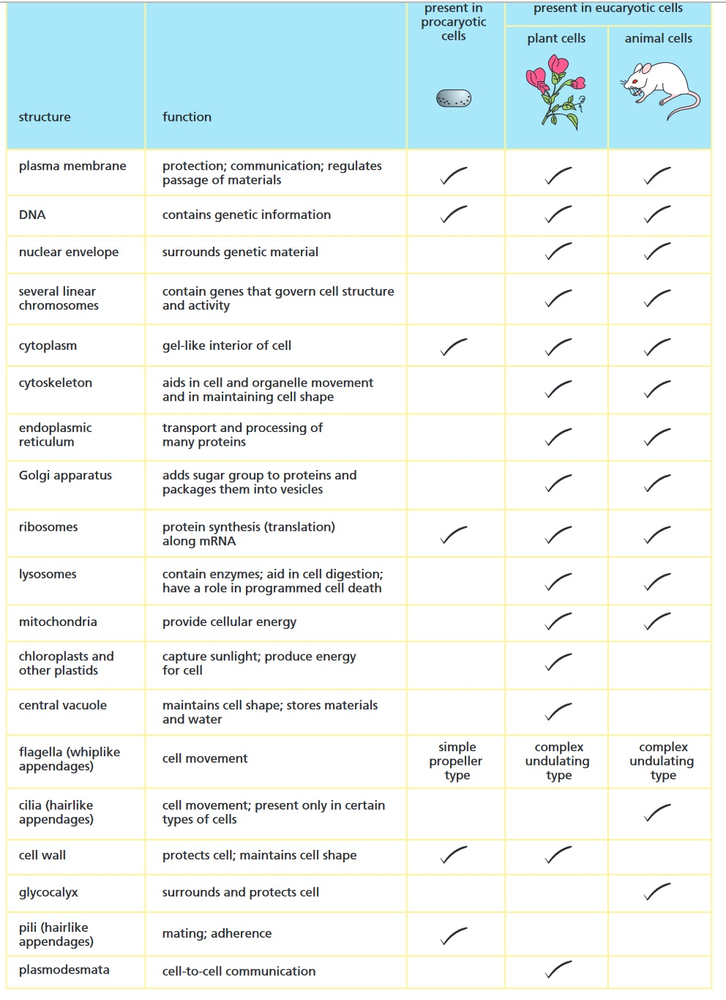 present in
procaryotic
cells
present in eucaryotic cells
plant cells
animal cells
structure
function
plasma membrane
protection; communication; regulates
passage of materials
DNA
contains genetic information
nuclear envelope
surrounds genetic material
several linear
chromosomes
contain genes that govern cell structure
and activity
cytoplasm
gel-like interior of cell
cytoskeleton
aids in cell and organelle movement
and in maintaining cell shape
endoplasmic
reticulum
transport and processing of
many proteins
Golgi apparatus
adds sugar group to proteins and
packages them into vesicles
ribosomes
protein synthesis (translation)
along mRNA
lysosomes
contain enzymes; aid in cell digestion;
have a role in programmed cell death
mitochondria
provide cellular energy
chloroplasts and
other plastids
capture sunlight; produce energy
for cell
central vacuole
maintains cell shape; stores materials
and water
flagella (whiplike
appendages)
cell movement
simple
propeller
type
complex
undulating
type
complex
undulating
type
cilia (hairlike
appendages)
cell movement; present only in certain
types of cells
cell wall
protects cell; maintains cell shape
glycocalyx
surrounds and protects cell
pili (hairlike
appendages)
mating; adherence
plasmodesmata
cell-to-cell communication